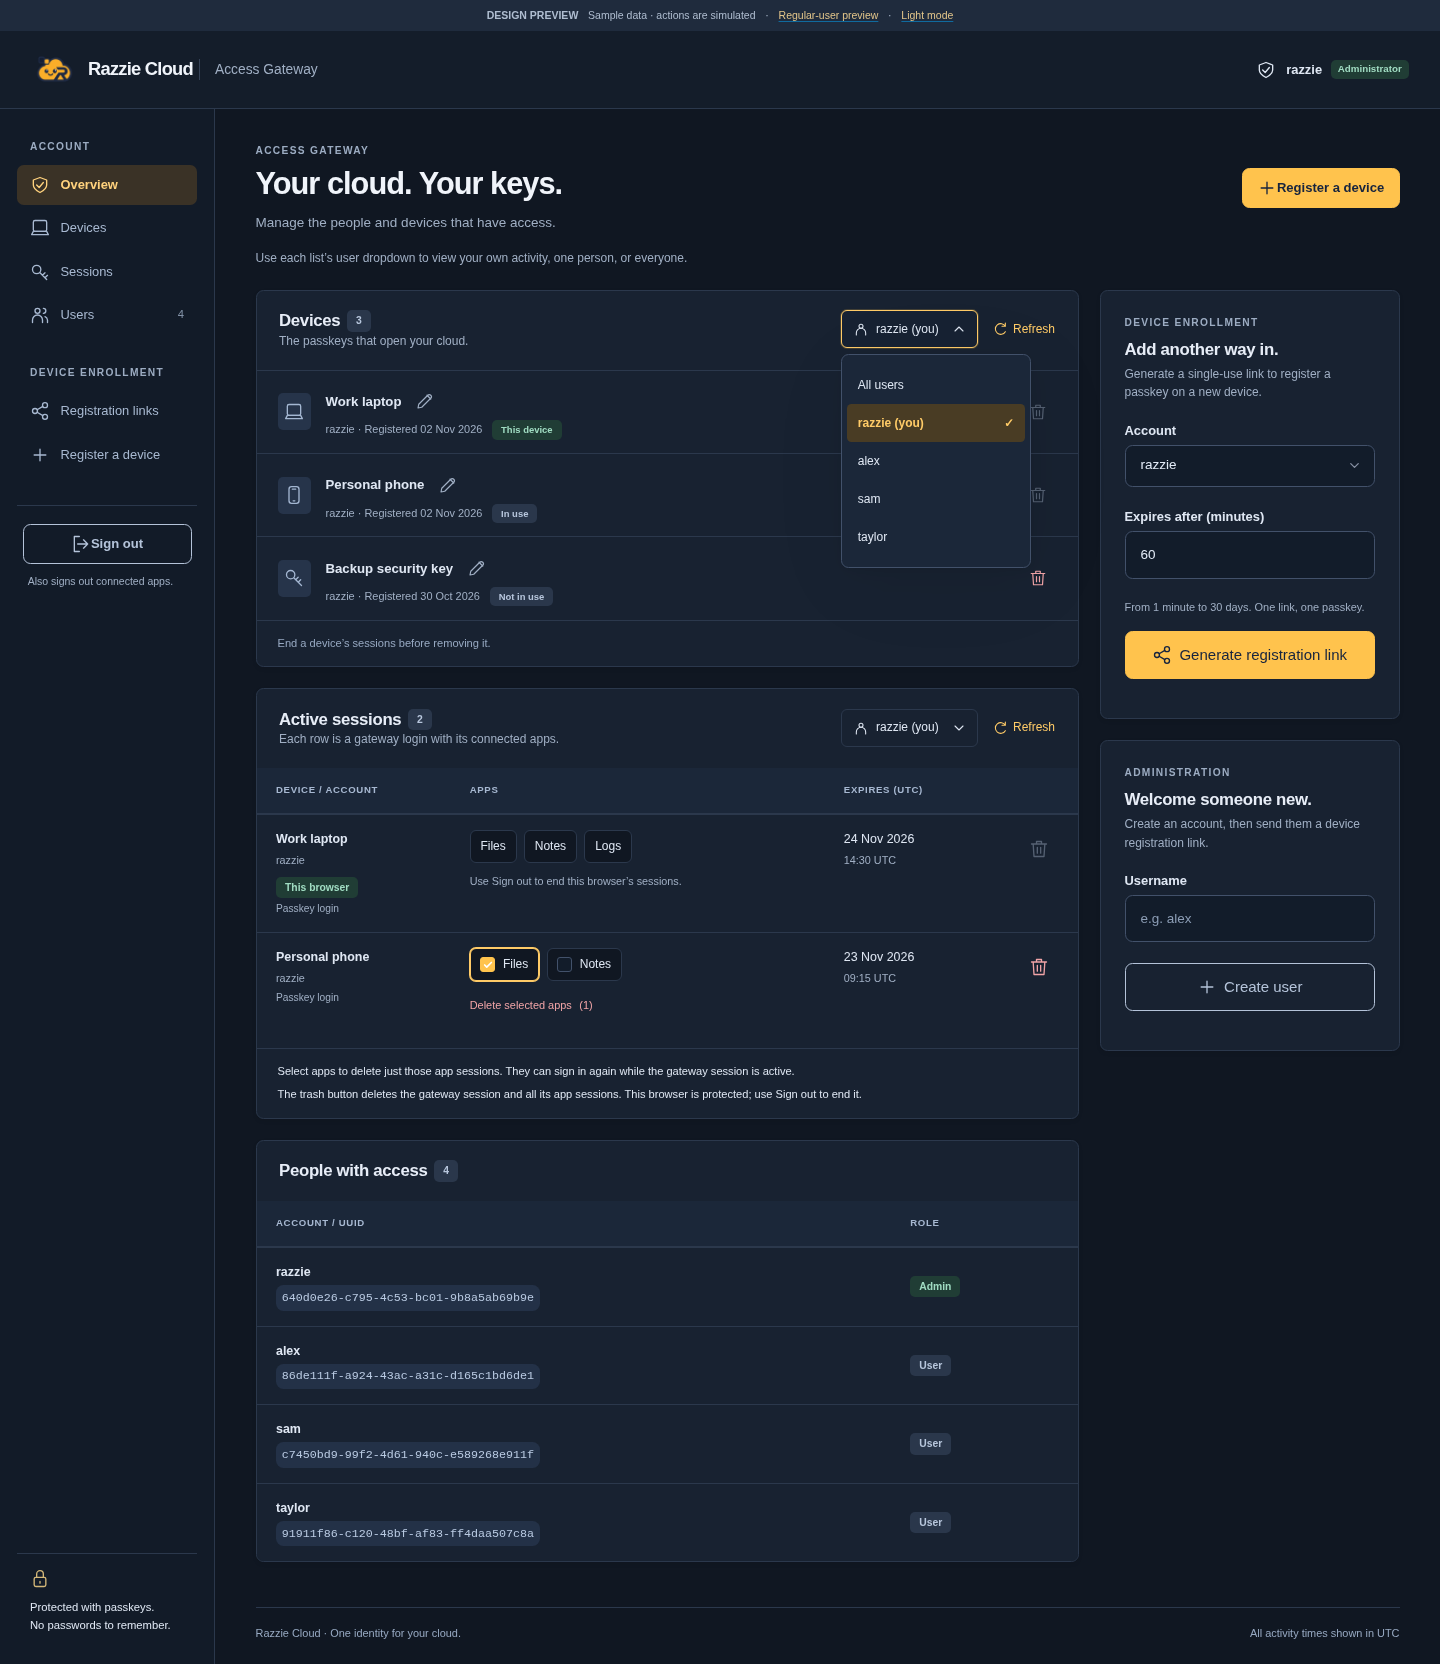 DESIGN PREVIEW Sample data · actions are simulated · Regular-user preview · Light mode
Razzie Cloud Access Gateway
razzie Administrator
ACCOUNT
Overview
Devices
Sessions
Users 4
DEVICE ENROLLMENT
Registration links
Register a device
Sign out
Also signs out connected apps.
Protected with passkeys.
No passwords to remember.
ACCESS GATEWAY
Your cloud. Your keys.
Manage the people and devices that have access.
Use each list’s user dropdown to view your own activity, one person, or everyone.
Register a device
Devices 3
The passkeys that open your cloud.
razzie (you)
Refresh
All users
razzie (you) ✓
alex
sam
taylor
Work laptop
razzie · Registered 02 Nov 2026 This device
Personal phone
razzie · Registered 02 Nov 2026 In use
Backup security key
razzie · Registered 30 Oct 2026 Not in use
End a device’s sessions before removing it.
Active sessions 2
Each row is a gateway login with its connected apps.
razzie (you)
Refresh
DEVICE / ACCOUNT APPS EXPIRES (UTC)
Work laptop
razzie
This browser
Passkey login
Files Notes Logs
Use Sign out to end this browser’s sessions.
24 Nov 2026
14:30 UTC
Personal phone
razzie
Passkey login
Files Notes
Delete selected apps (1)
23 Nov 2026
09:15 UTC
Select apps to delete just those app sessions. They can sign in again while the gateway session is active.
The trash button deletes the gateway session and all its app sessions. This browser is protected; use Sign out to end it.
People with access 4
ACCOUNT / UUID ROLE
razzie
640d0e26-c795-4c53-bc01-9b8a5ab69b9e
Admin
alex
86de111f-a924-43ac-a31c-d165c1bd6de1
User
sam
c7450bd9-99f2-4d61-940c-e589268e911f
User
taylor
91911f86-c120-48bf-af83-ff4daa507c8a
User
DEVICE ENROLLMENT
Add another way in.
Generate a single-use link to register a
passkey on a new device.
Account
razzie
Expires after (minutes)
60
From 1 minute to 30 days. One link, one passkey.
Generate registration link
ADMINISTRATION
Welcome someone new.
Create an account, then send them a device
registration link.
Username
e.g. alex
Create user
Razzie Cloud · One identity for your cloud.
All activity times shown in UTC